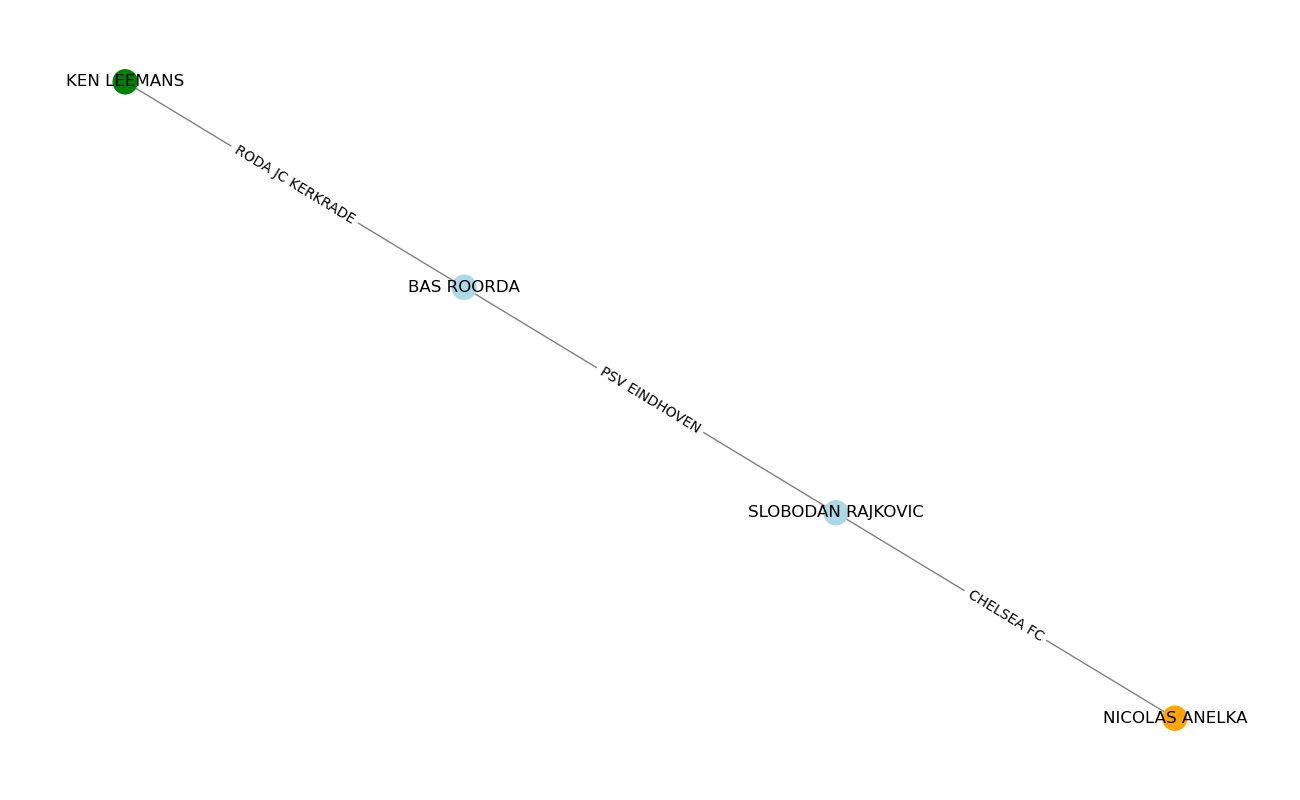 KEN LEEMANS
RODA JC KERKRADE
BAS ROORDA
PSV EINDHOVEN
SLOBODAN RAJKOVIC
CHELSEA FC
NICOLAS ANELKA